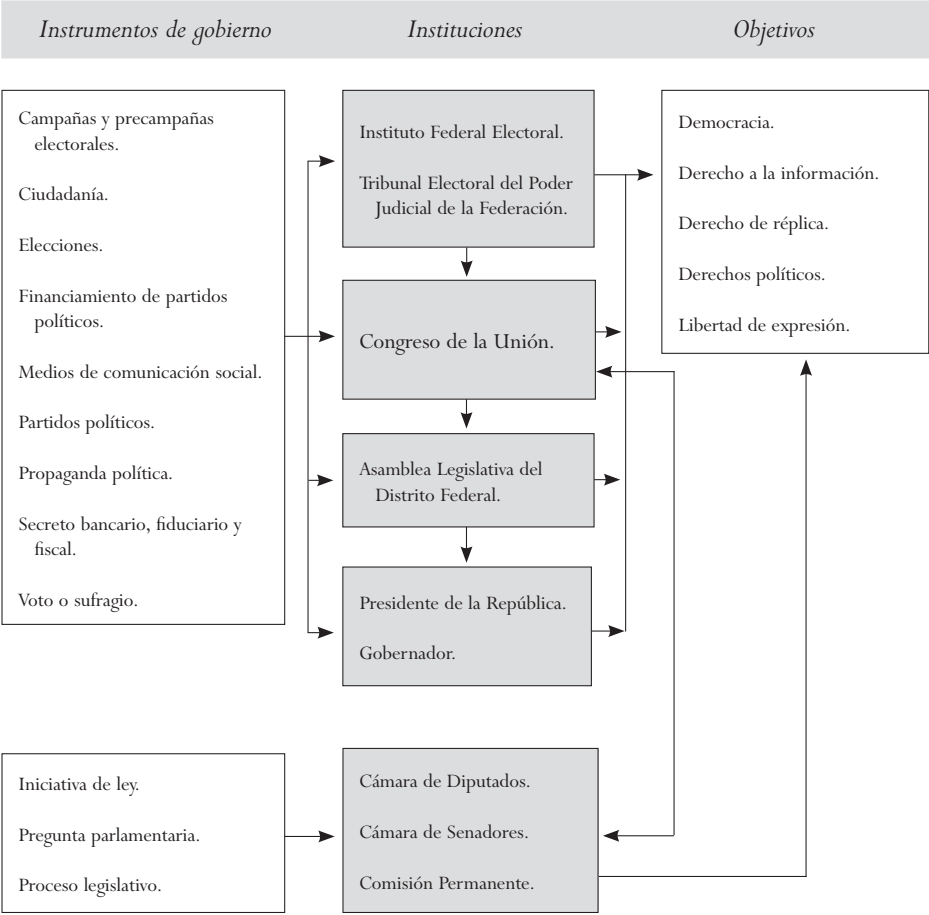 Instrumentos de gobierno
Instituciones
Objetivos
Campañas y precampañas
electorales.
Ciudadanía.
Elecciones.
Financiamiento de partidos
políticos.
Medios de comunicación social.
Partidos políticos.
Propaganda política.
Secreto bancario, fiduciario y
fiscal.
Voto o sufragio.
Instituto Federal Electoral.
Tribunal Electoral del Poder
Judicial de la Federación.
Congreso de la Unión.
Asamblea Legislativa del
Distrito Federal.
Presidente de la República.
Gobernador.
Democracia.
Derecho a la información.
Derecho de réplica.
Derechos políticos.
Libertad de expresión.
Iniciativa de ley.
Pregunta parlamentaria.
Proceso legislativo.
Cámara de Diputados.
Cámara de Senadores.
Comisión Permanente.